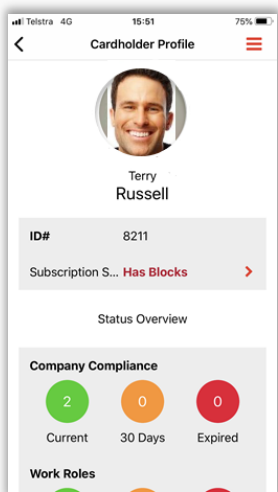 Telstra 4G 15:51 75%
Cardholder Profile
Terry
Russell
ID# 8211
Subscription S... Has Blocks
Status Overview
Company Compliance
2 0 0
Current 30 Days Expired
Work Roles